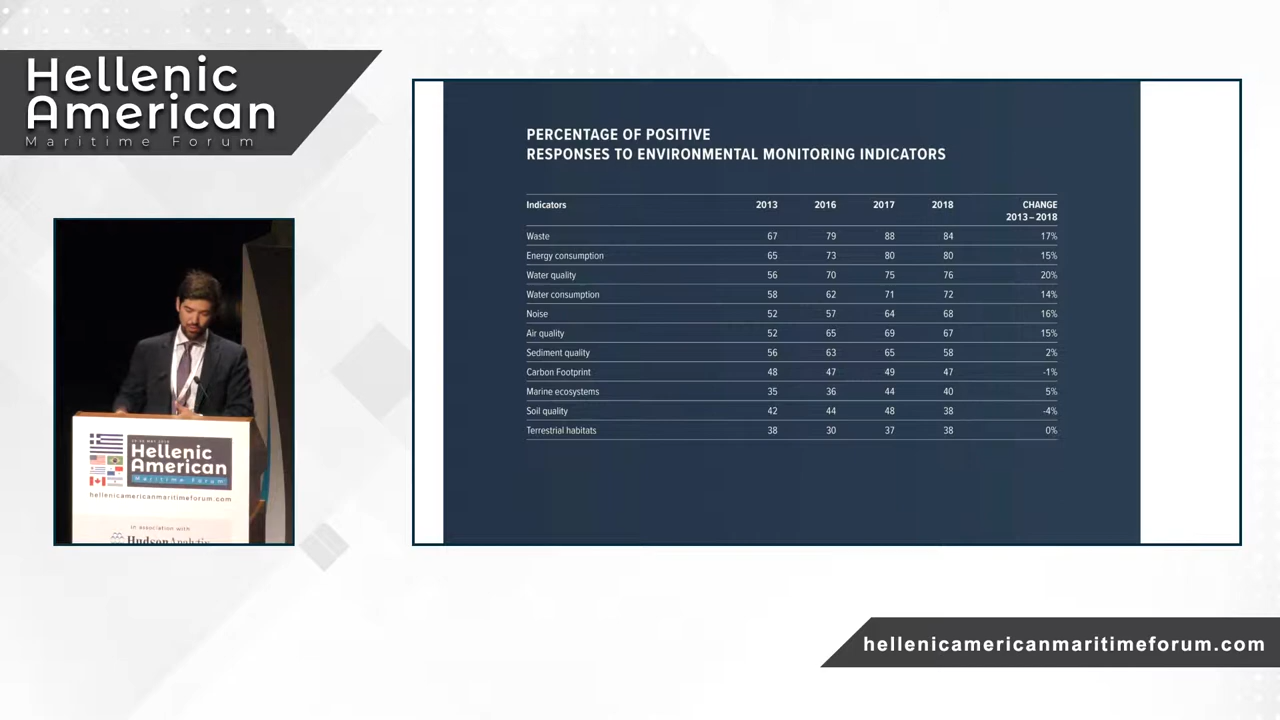 Hellenic
American
Maritime Forum
PERCENTAGE OF POSITIVE
RESPONSES TO ENVIRONMENTAL MONITORING INDICATORS
Indicators 2013 2016 2017 2018 CHANGE
2013–2018
Waste 67 79 88 84 17%
Energy consumption 65 73 80 80 15%
Water quality 56 70 75 76 20%
Water consumption 58 62 71 72 14%
Noise 52 57 64 68 16%
Air quality 52 65 69 67 15%
Sediment quality 56 63 65 58 2%
Carbon Footprint 48 47 49 47 -1%
Marine ecosystems 35 36 44 40 5%
Soil quality 42 44 48 38 -4%
Terrestrial habitats 38 30 37 38 0%
Hellenic
American
Maritime Forum
hellenicamericanmaritimeforum.com
in association with
hellenicamericanmaritimeforum.com